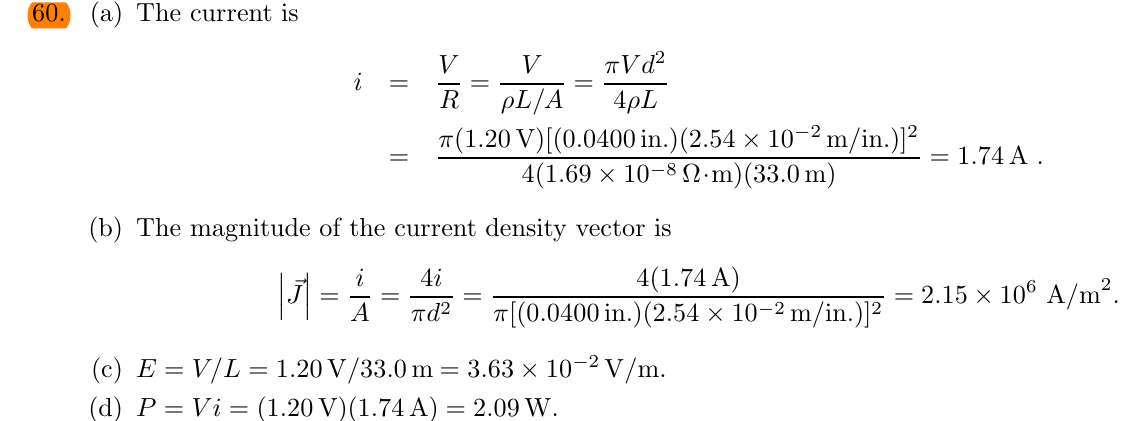 60. (a) The current is
i = V/R = V/ρL/A = πVd²/4ρL
= π(1.20 V)[(0.0400 in.)(2.54 × 10⁻² m/in.)]²/4(1.69 × 10⁻⁸ Ω·m)(33.0 m) = 1.74 A .
(b) The magnitude of the current density vector is
|J⃗| = i/A = 4i/πd² = 4(1.74 A)/π[(0.0400 in.)(2.54 × 10⁻² m/in.)]² = 2.15 × 10⁶ A/m².
(c) E = V/L = 1.20 V/33.0 m = 3.63 × 10⁻² V/m.
(d) P = Vi = (1.20 V)(1.74 A) = 2.09 W.